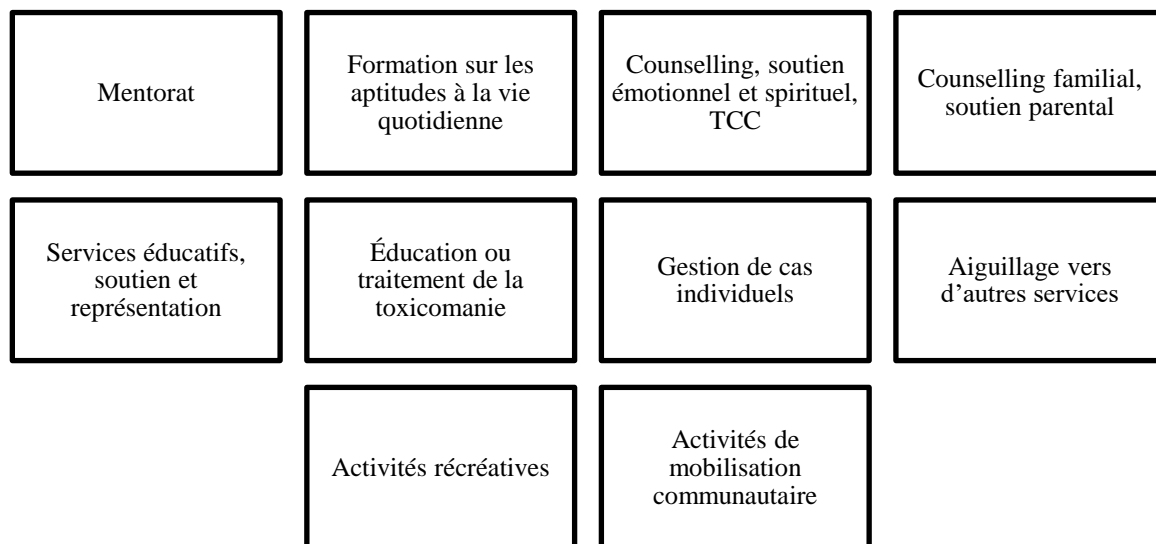 Mentorat
Formation sur les
aptitudes à la vie
quotidienne
Counselling, soutien
émotionnel et spirituel,
TCC
Counselling familial,
soutien parental
Services éducatifs,
soutien et
représentation
Éducation ou
traitement de la
toxicomanie
Gestion de cas
individuels
Aiguillage vers
d’autres services
Activités récréatives
Activités de
mobilisation
communautaire